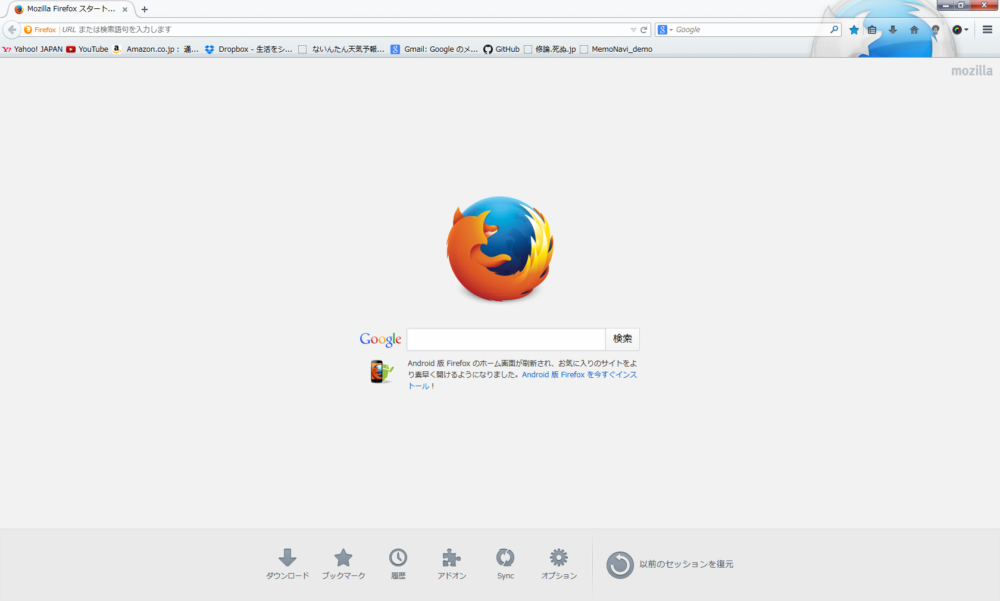 Mozilla Firefox スタート...
Firefox URL または検索語句を入力します
Google
Yahoo! JAPAN YouTube Amazon.co.jp : 通... Dropbox - 生活をシ... ないんたん天気予報... Gmail: Google のメ... GitHub 修論.死ぬ.jp MemoNavi_demo
mozilla
Google 検索
Android 版 Firefox のホーム画面が刷新され、お気に入りのサイトをよ
り素早く開けるようになりました。Android 版 Firefox を今すぐインス
トール !
ダウンロード ブックマーク 履歴 アドオン Sync オプション 以前のセッションを復元